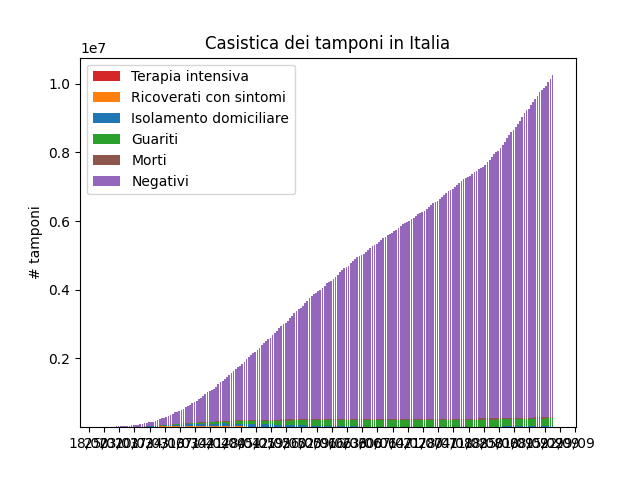 Casistica dei tamponi in Italia
1e7
Terapia intensiva
Ricoverati con sintomi
Isolamento domiciliare
Guariti
Morti
Negativi
# tamponi
1.0
0.8
0.6
0.4
0.2